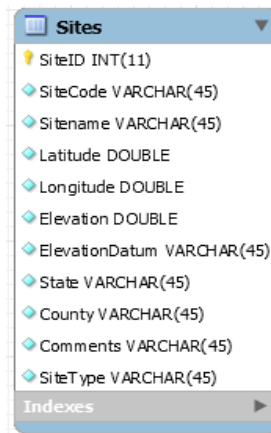 Sites
SiteID INT(11)
SiteCode VARCHAR(45)
Sitename VARCHAR(45)
Latitude DOUBLE
Longitude DOUBLE
Elevation DOUBLE
ElevationDatum VARCHAR(45)
State VARCHAR(45)
County VARCHAR(45)
Comments VARCHAR(45)
SiteType VARCHAR(45)
Indexes